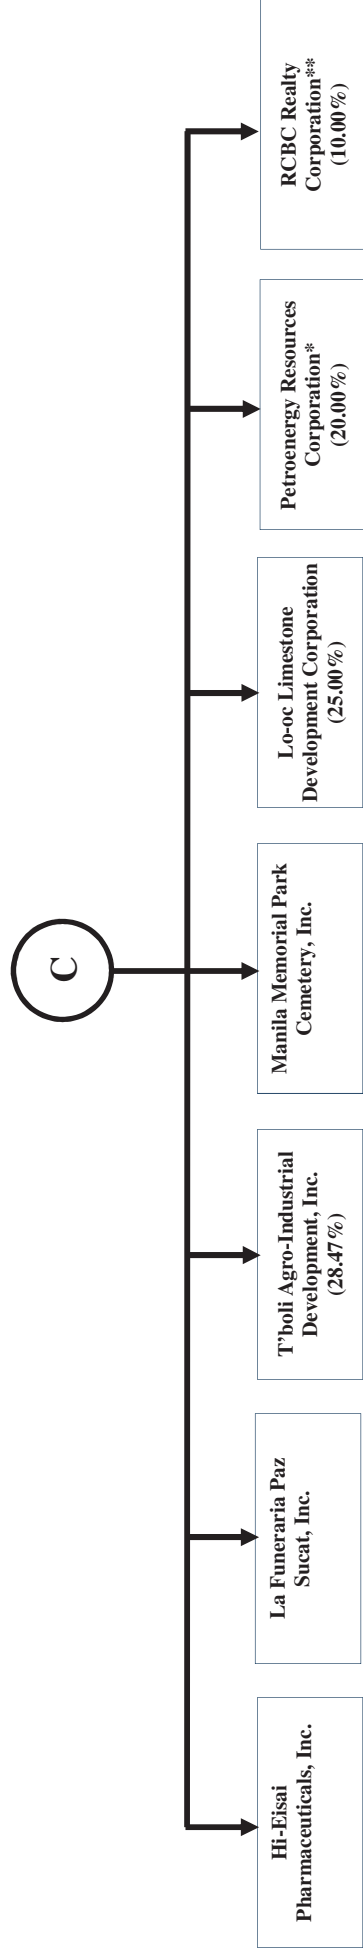 C
Hi-Eisai
Pharmaceuticals, Inc.
La Funeraria Paz
Sucat, Inc.
T’boli Agro-Industrial
Development, Inc.
(28.47%)
Manila Memorial Park
Cemetery, Inc.
Lo-oc Limestone
Development Corporation
(25.00%)
Petroenergy Resources
Corporation*
(20.00%)
RCBC Realty
Corporation**
(10.00%)